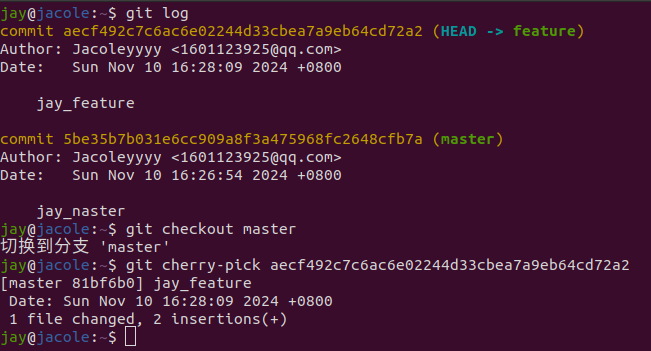 jay@jacole:~$ git log
commit aecf492c7c6ac6e02244d33cbea7a9eb64cd72a2 (HEAD -> feature)
Author: Jacoleyyyy <1601123925@qq.com>
Date:   Sun Nov 10 16:28:09 2024 +0800
    jay_feature
commit 5be35b7b031e6cc909a8f3a475968fc2648cfb7a (master)
Author: Jacoleyyyy <1601123925@qq.com>
Date:   Sun Nov 10 16:26:54 2024 +0800
    jay_naster
jay@jacole:~$ git checkout master
切换到分支 'master'
jay@jacole:~$ git cherry-pick aecf492c7c6ac6e02244d33cbea7a9eb64cd72a2
[master 81bf6b0] jay_feature
 Date: Sun Nov 10 16:28:09 2024 +0800
 1 file changed, 2 insertions(+)
jay@jacole:~$